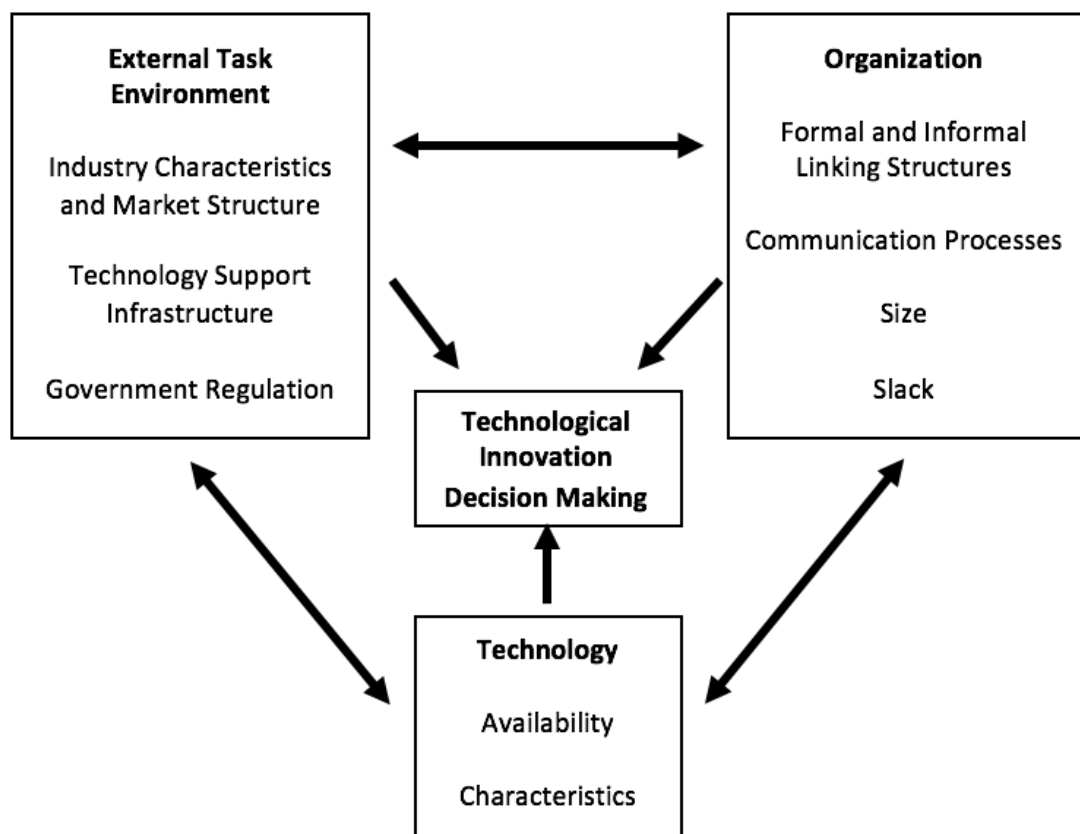 External Task
Environment
Industry Characteristics
and Market Structure
Technology Support
Infrastructure
Government Regulation
Organization
Formal and Informal
Linking Structures
Communication Processes
Size
Slack
Technological
Innovation
Decision Making
Technology
Availability
Characteristics